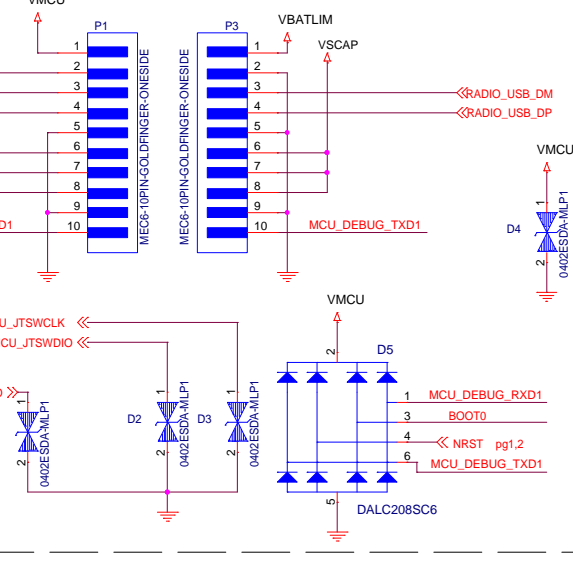 VMCU
P1
P3
VBATLIM
VSCAP
1
2
3
4
5
6
7
8
9
10
MEC6-10PIN-GOLDFINGER-ONESIDE
MEC6-10PIN-GOLDFINGER-ONESIDE
1
2
3
4
5
6
7
8
9
10
RADIO_USB_DM
RADIO_USB_DP
MCU_DEBUG_TXD1
D1
VMCU
D4
1
2
0402ESDA-MLP1
U_JTSWCLK
CU_JTSWDIO
1
2
0402ESDA-MLP1
D2
1
2
0402ESDA-MLP1
D3
1
2
0402ESDA-MLP1
VMCU
2
D5
1
MCU_DEBUG_RXD1
3
BOOT0
4
NRST pg1,2
6
MCU_DEBUG_TXD1
5
DALC208SC6